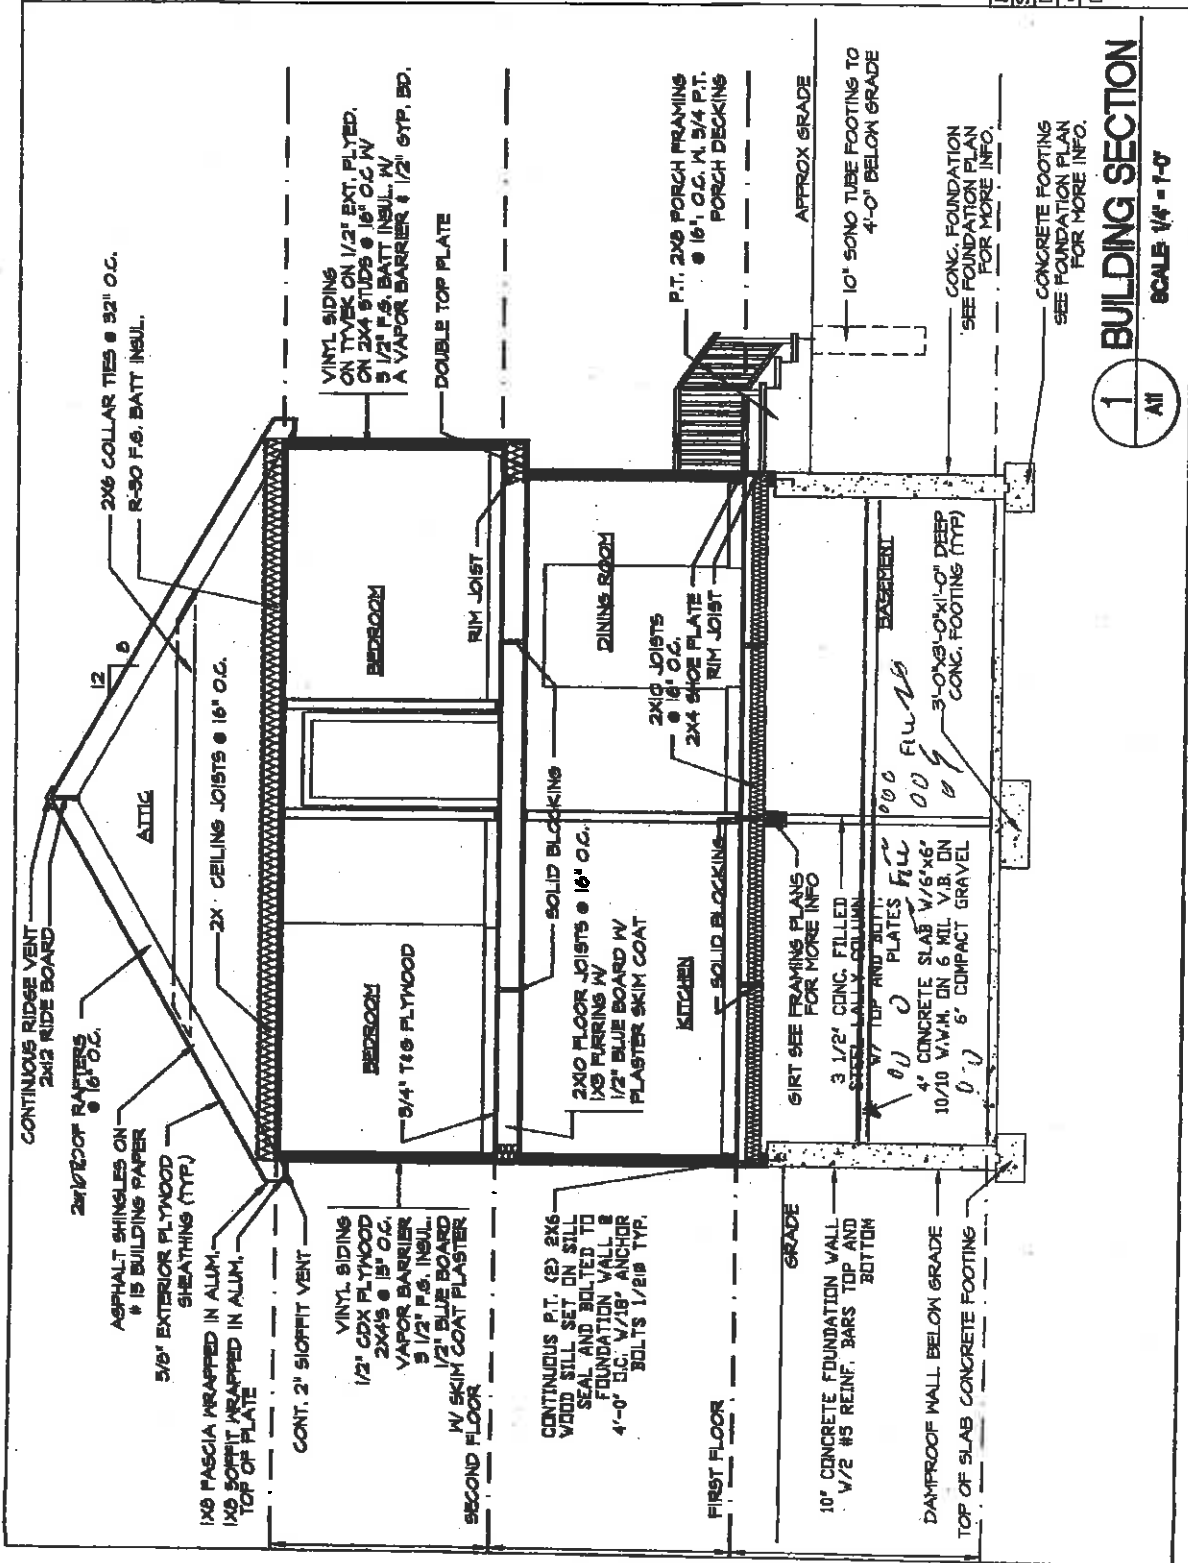 CONTINUOUS RIDGE VENT
2x12 RIDE BOARD
ROOF RAFTERS
@ 16" O.C.
ASPHALT SHINGLES ON
# 15 BUILDING PAPER
5/8" EXTERIOR PLYWOOD
SHEATHING (TYP.)
1X8 FASCIA WRAPPED IN ALUM.
1X8 SOFFIT WRAPPED IN ALUM.
TOP OF PLATE
CONT. 2" SIOFFIT VENT
VINYL SIDING
1/2" CDX PLYWOOD
2X4'S @ 15" O.C.
VAPOR BARRIER
3 1/2" F.G. INSUL.
1/2" BLUE BOARD
W/ SKIM COAT PLASTER
SECOND FLOOR
CONTINUOUS P.T. (2) 2X6
WOOD SILL SET ON SILL
SEAL AND BOLTED TO
FOUNDATION WALL @
4'-0" O.C. W/18" ANCHOR
BOLTS 1/2"Ø TYP.
FIRST FLOOR
GRADE
10" CONCRETE FOUNDATION WALL
W/2 #5 REINF. BARS TOP AND
BOTTOM
DAMPROOF WALL BELOW GRADE
TOP OF SLAB CONCRETE FOOTING
ATTIC
12
8
2X CEILING JOISTS @ 16" O.C.
BEDROOM
3/4" T&G PLYWOOD
BEDROOM
RIM JOIST
SOLID BLOCKING
2X10 FLOOR JOISTS @ 16" O.C.
1X3 FURRING W/
1/2" BLUE BOARD W/
PLASTER SKIM COAT
KITCHEN
SOLID BLOCKING
DINING ROOM
2X10 JOISTS
@ 16" O.C.
2X4 SHOE PLATE
RIM JOIST
GIRT SEE FRAMING PLANS
FOR MORE INFO
3 1/2" CONC. FILLED
STEEL LALLY COLUMN
W/ TOP AND BOTT.
PLATES
4" CONCRETE SLAB W/6"x6"
10/10 W.W.M. ON 6 MIL V.B. ON
6" COMPACT GRAVEL
BASEMENT
3'-0"X3'-0"X1'-0" DEEP
CONC. FOOTING (TYP)
2X6 COLLAR TIES @ 32" O.C.
R-30 F.G. BATT INSUL.
VINYL SIDING
ON TYVEK ON 1/2" EXT. PLYED.
ON 2X4 STUDS @ 16" O.C W/
3 1/2" F.G. BATT INSUL. W/
A VAPOR BARRIER & 1/2" GYP. BD.
DOUBLE TOP PLATE
P.T. 2X8 PORCH FRAMING
@ 16", O.C. W. 5/4 P.T.
PORCH DECKING
APPROX GRADE
10" SONO TUBE FOOTING TO
4'-0" BELOW GRADE
CONC. FOUNDATION
SEE FOUNDATION PLAN
FOR MORE INFO.
CONCRETE FOOTING
SEE FOUNDATION PLAN
FOR MORE INFO.
1
A11
BUILDING SECTION
SCALE: 1/4" = 1'-0"